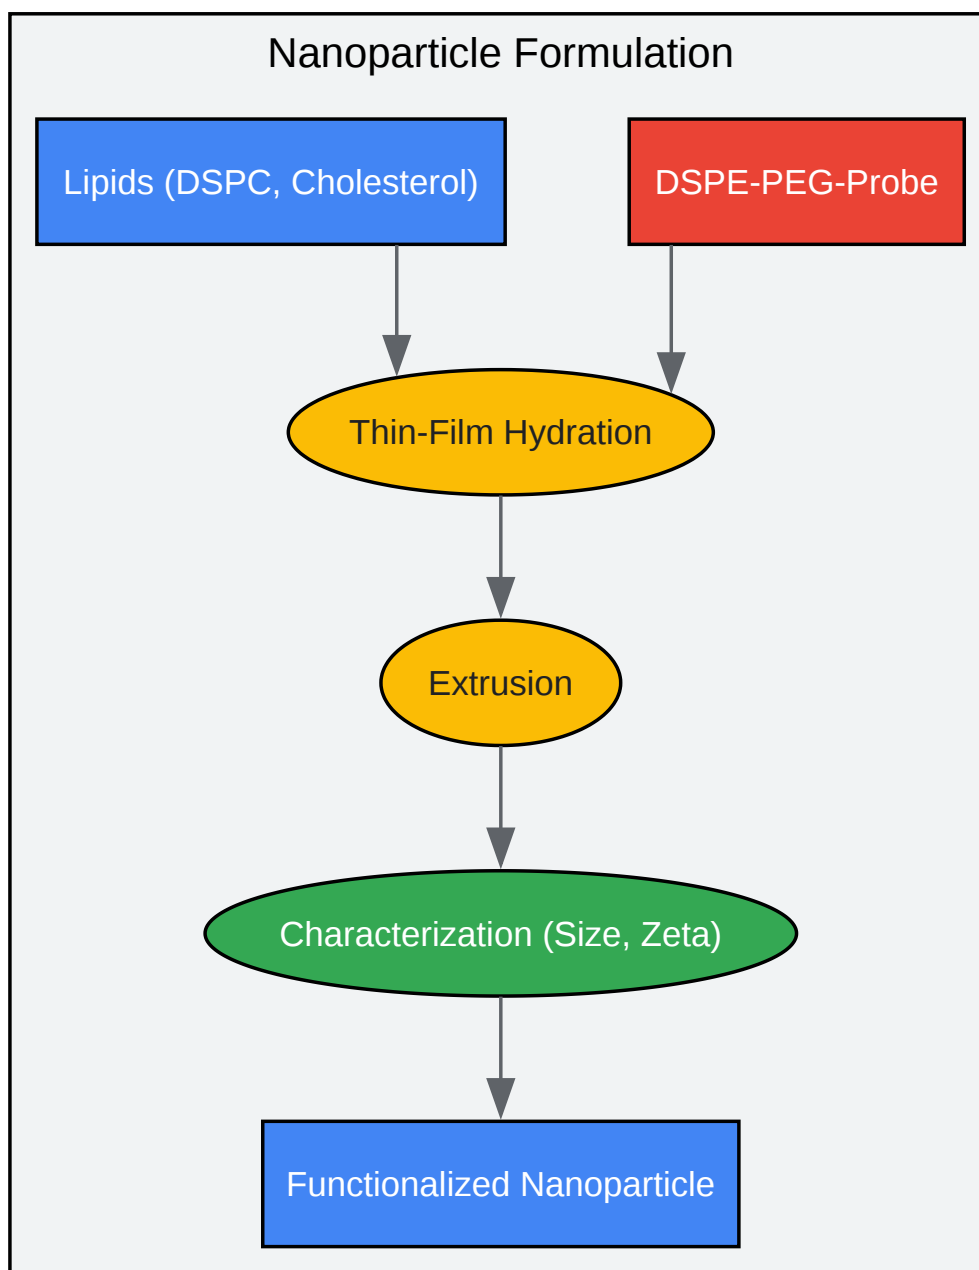 Nanoparticle Formulation
Lipids (DSPC, Cholesterol)
DSPE-PEG-Probe
Thin-Film Hydration
Extrusion
Characterization (Size, Zeta)
Functionalized Nanoparticle